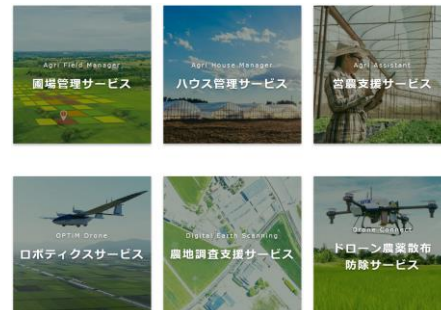 Agri Field Manager
圃場管理サービス
Agri House Manager
ハウス管理サービス
Agri Assistant
営農支援サービス
OPTiM Drone
ロボティクスサービス
Digital Earth Scanning
農地調査支援サービス
Drone Connect
ドローン農薬散布
防除サービス